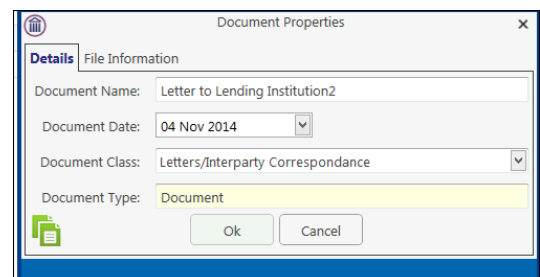 Document Properties
Details File Information
Document Name: Letter to Lending Institution2
Document Date: 04 Nov 2014
Document Class: Letters/Interparty Correspondance
Document Type: Document
Ok Cancel